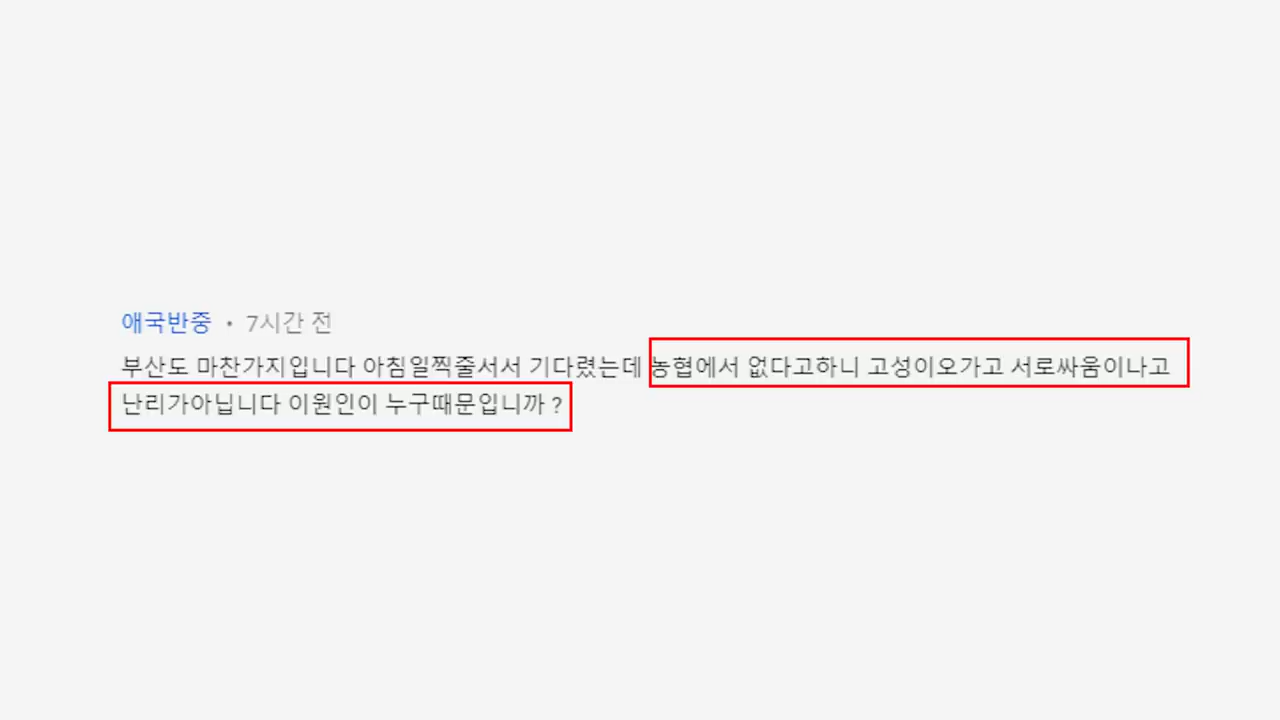 애국반중 · 7시간 전
부산도 마찬가지입니다 아침일찍줄서서 기다렸는데 농협에서 없다고하니 고성이오가고 서로싸움이나고
난리가아닙니다 이원인이 누구때문입니까 ?